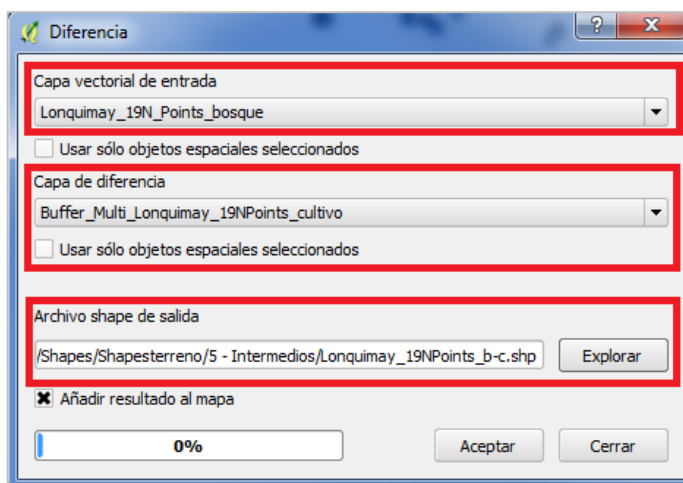 Diferencia
Capa vectorial de entrada
Lonquimay_19N_Points_bosque
Usar sólo objetos espaciales seleccionados
Capa de diferencia
Buffer_Multi_Lonquimay_19NPoints_cultivo
Usar sólo objetos espaciales seleccionados
Archivo shape de salida
/Shapes/Shapesterreno/5 - Intermedios/Lonquimay_19NPoints_b-c.shp Explorar
Añadir resultado al mapa
0% Aceptar Cerrar